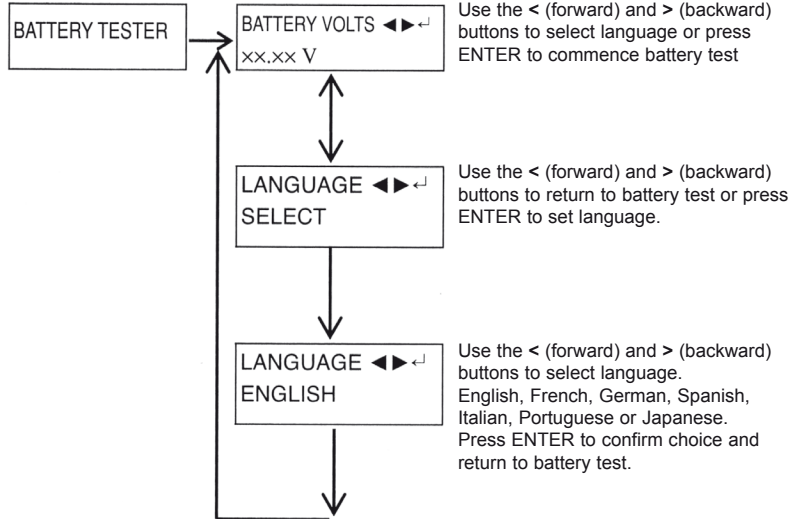 BATTERY TESTER
BATTERY VOLTS ◀▶↵
××.×× V
Use the < (forward) and > (backward)
buttons to select language or press
ENTER to commence battery test
LANGUAGE ◀▶↵
SELECT
Use the < (forward) and > (backward)
buttons to return to battery test or press
ENTER to set language.
LANGUAGE ◀▶↵
ENGLISH
Use the < (forward) and > (backward)
buttons to select language.
English, French, German, Spanish,
Italian, Portuguese or Japanese.
Press ENTER to confirm choice and
return to battery test.